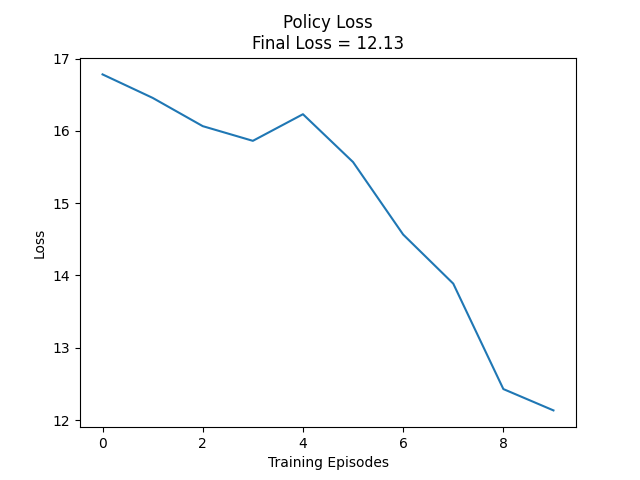 Policy Loss
Final Loss = 12.13
17
16
15
14
13
12
Loss
0 2 4 6 8
Training Episodes